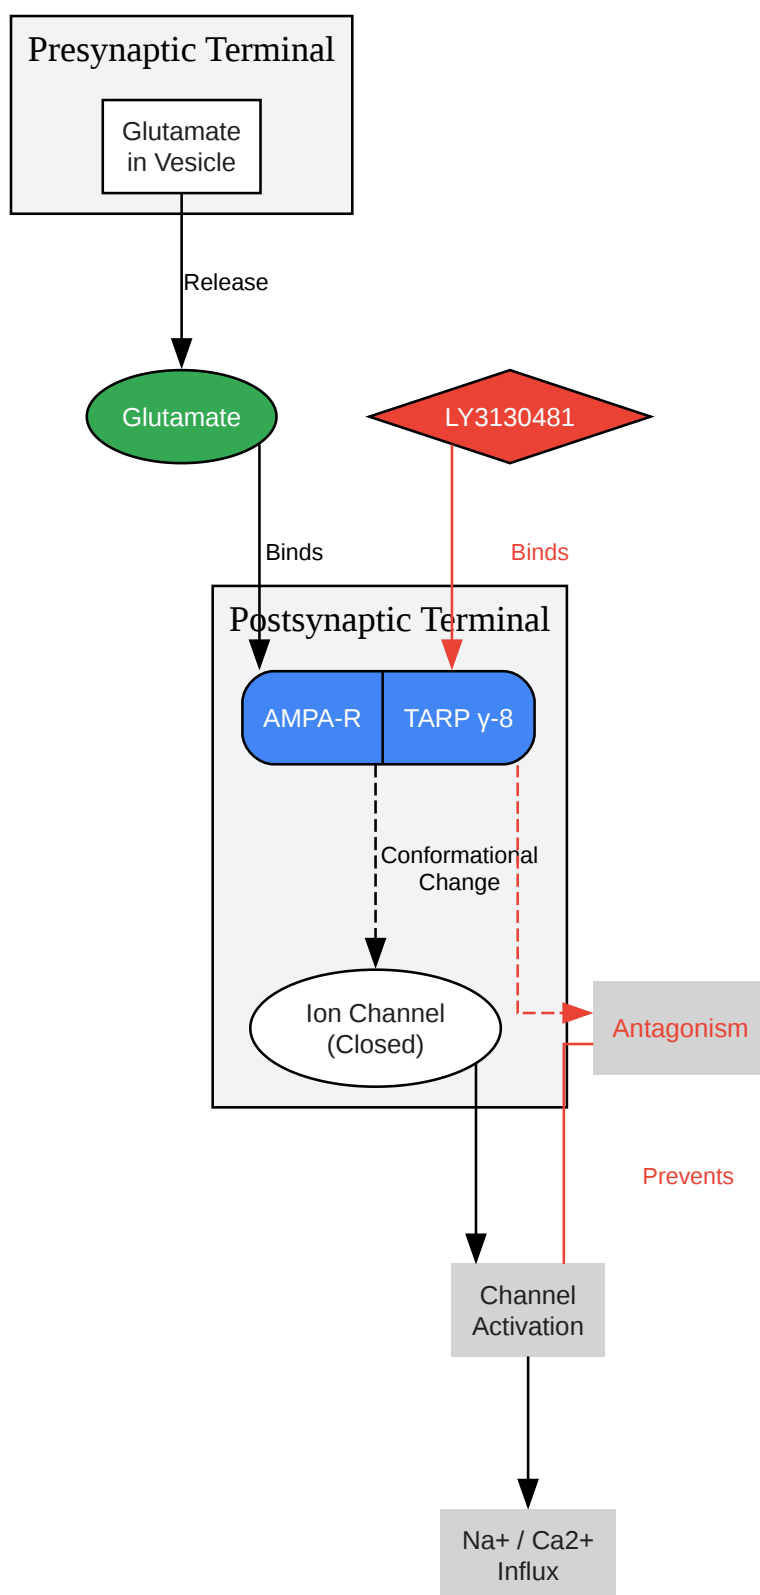 Presynaptic Terminal
Glutamate
in Vesicle
Release
Glutamate
LY3130481
Binds
Binds
Postsynaptic Terminal
AMPA-R
TARP γ-8
Conformational
Change
Ion Channel
(Closed)
Antagonism
Prevents
Channel
Activation
Na+ / Ca2+
Influx